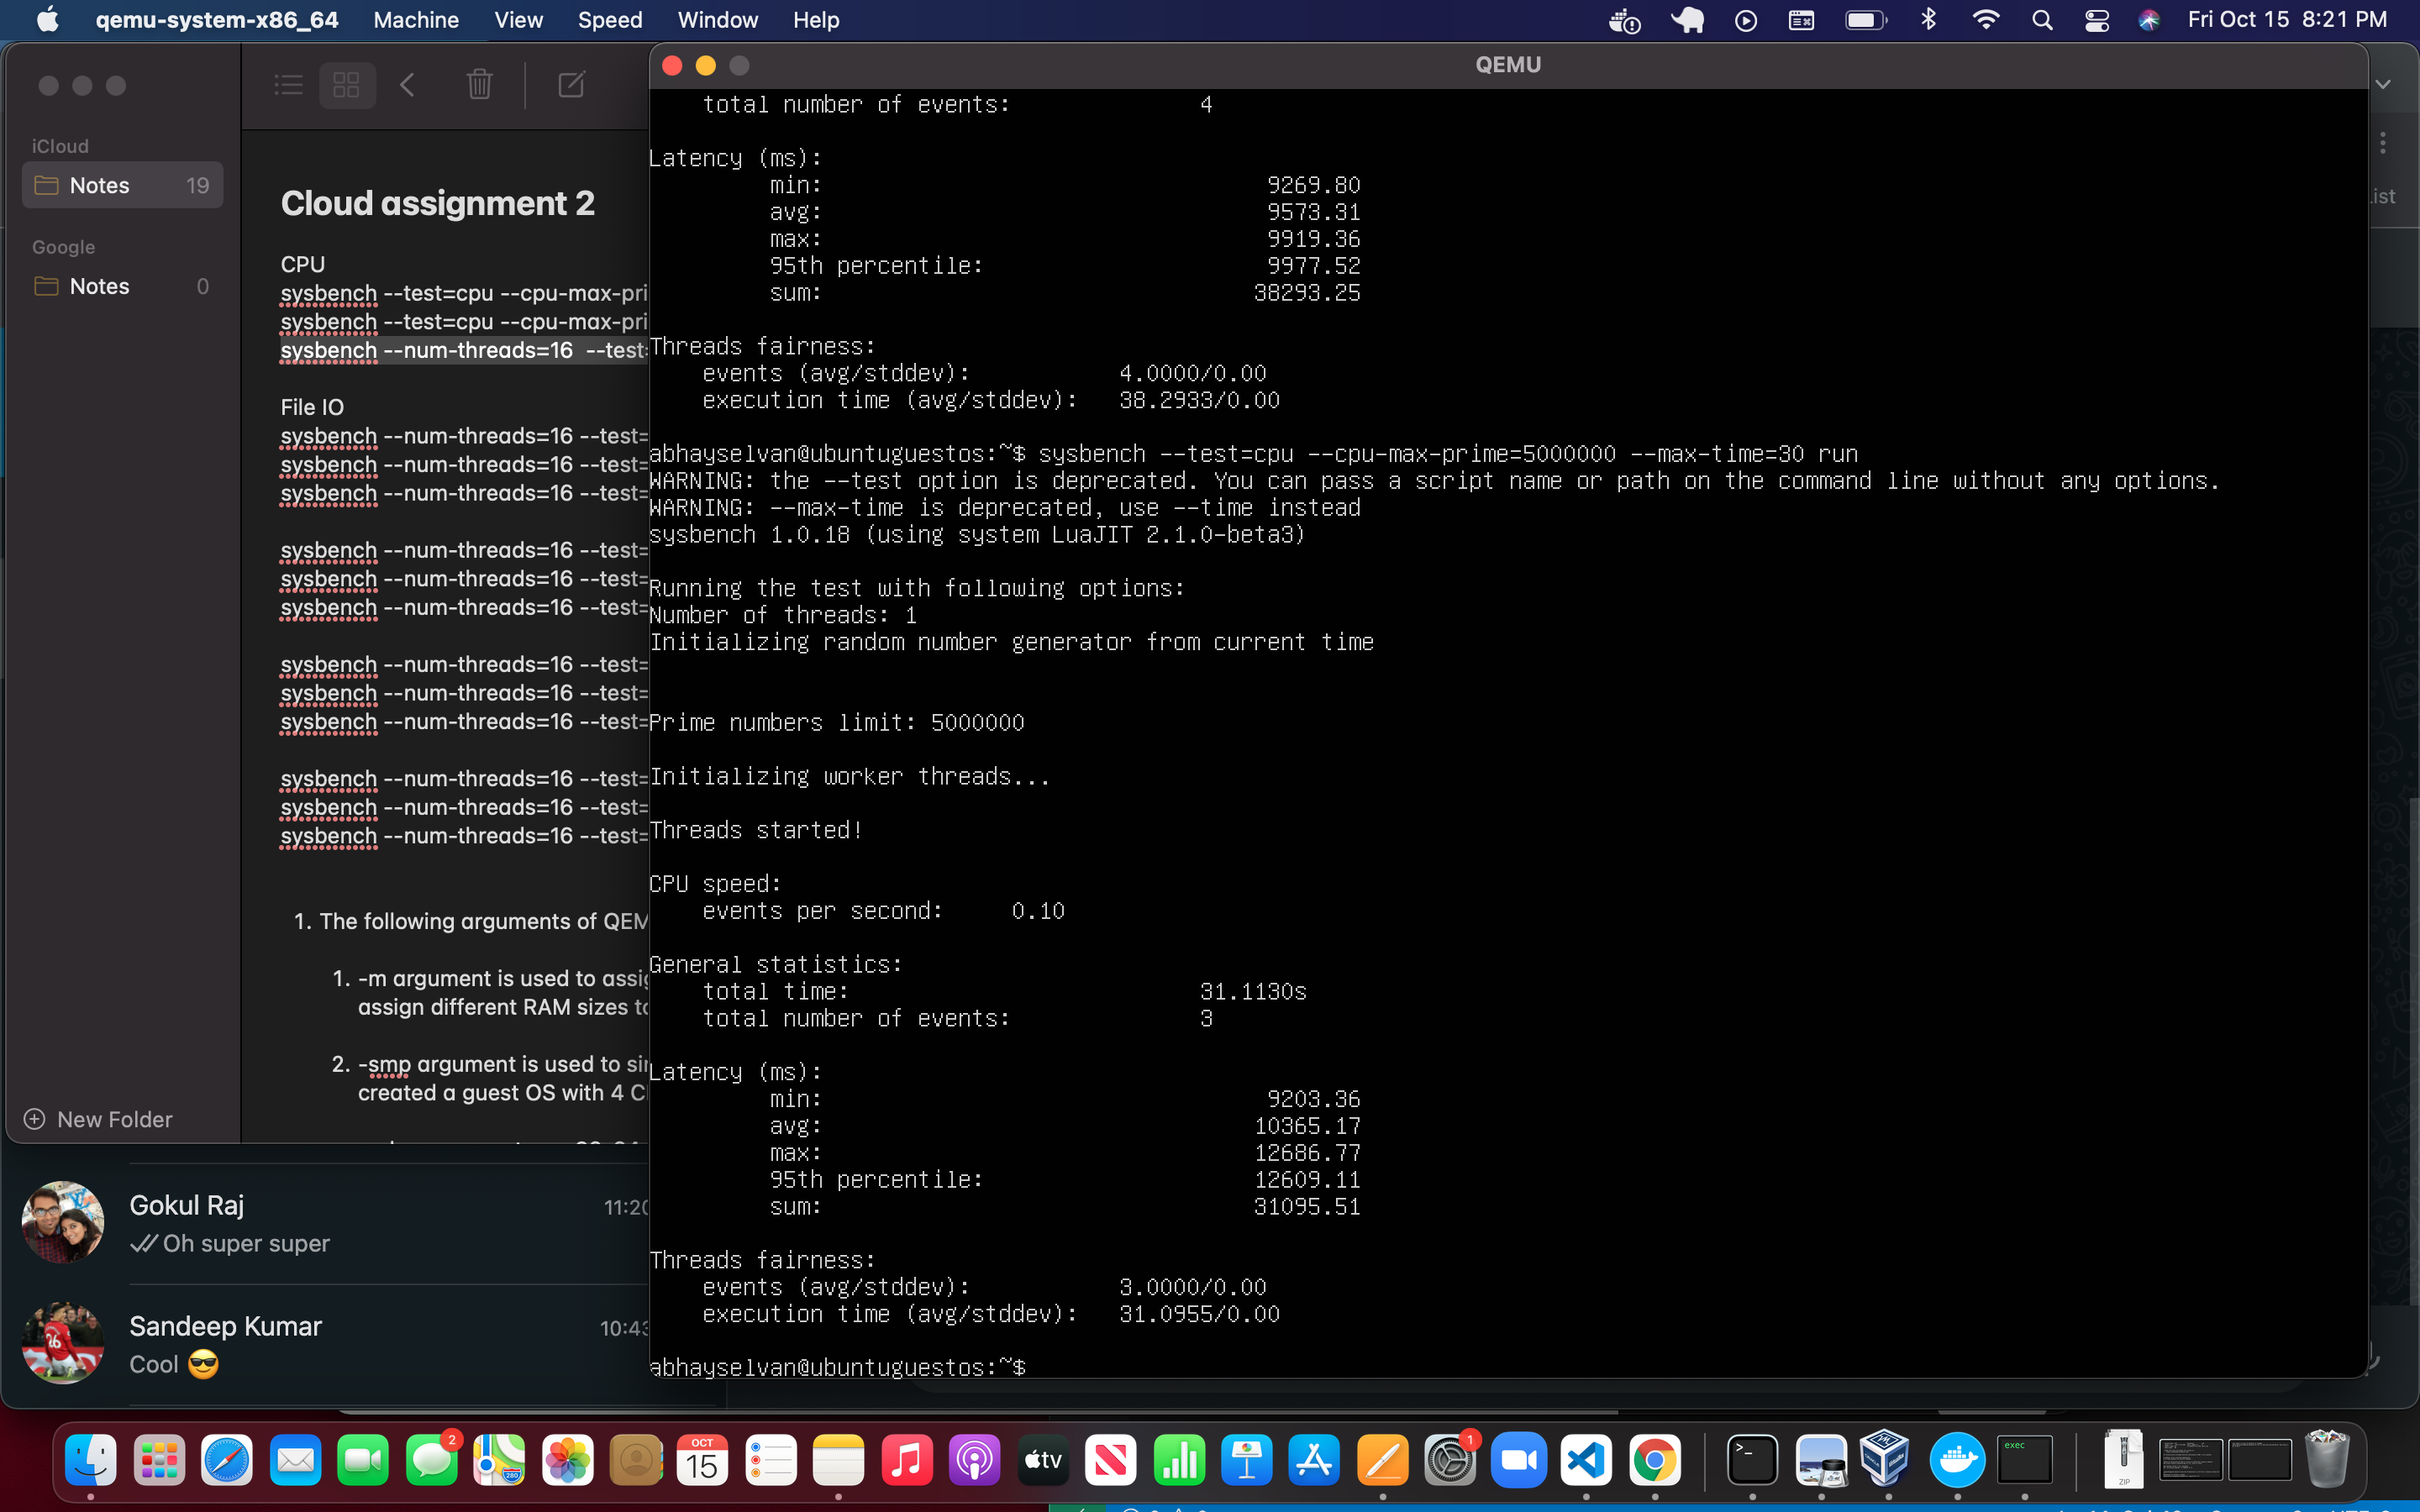 qemu-system-x86_64 Machine View Speed Window Help Fri Oct 15 8:21 PM
QEMU
iCloud
Notes 19
Google
Notes 0
New Folder
Cloud assignment 2
CPU
sysbench --test=cpu --cpu-max-pri
sysbench --test=cpu --cpu-max-pri
sysbench --num-threads=16 --test
File IO
sysbench --num-threads=16 --test=
sysbench --num-threads=16 --test=
sysbench --num-threads=16 --test=
sysbench --num-threads=16 --test=
sysbench --num-threads=16 --test=
sysbench --num-threads=16 --test=
sysbench --num-threads=16 --test=
sysbench --num-threads=16 --test=
sysbench --num-threads=16 --test=
sysbench --num-threads=16 --test=
sysbench --num-threads=16 --test=
sysbench --num-threads=16 --test=
1. The following arguments of QEM
1. -m argument is used to assig
assign different RAM sizes to
2. -smp argument is used to sim
created a guest OS with 4 C
Gokul Raj 11:20
Oh super super
Sandeep Kumar 10:43
Cool 😎
total number of events: 4
Latency (ms):
min: 9269.80
avg: 9573.31
max: 9919.36
95th percentile: 9977.52
sum: 38293.25
Threads fairness:
events (avg/stddev): 4.0000/0.00
execution time (avg/stddev): 38.2933/0.00
abhayselvan@ubuntuguestos:~$ sysbench --test=cpu --cpu-max-prime=5000000 --max-time=30 run
WARNING: the --test option is deprecated. You can pass a script name or path on the command line without any options.
WARNING: --max-time is deprecated, use --time instead
sysbench 1.0.18 (using system LuaJIT 2.1.0-beta3)
Running the test with following options:
Number of threads: 1
Initializing random number generator from current time
Prime numbers limit: 5000000
Initializing worker threads...
Threads started!
CPU speed:
events per second: 0.10
General statistics:
total time: 31.1130s
total number of events: 3
Latency (ms):
min: 9203.36
avg: 10365.17
max: 12686.77
95th percentile: 12609.11
sum: 31095.51
Threads fairness:
events (avg/stddev): 3.0000/0.00
execution time (avg/stddev): 31.0955/0.00
abhayselvan@ubuntuguestos:~$
ist
2
OCT
15
280
tv
1
exec
ZIP